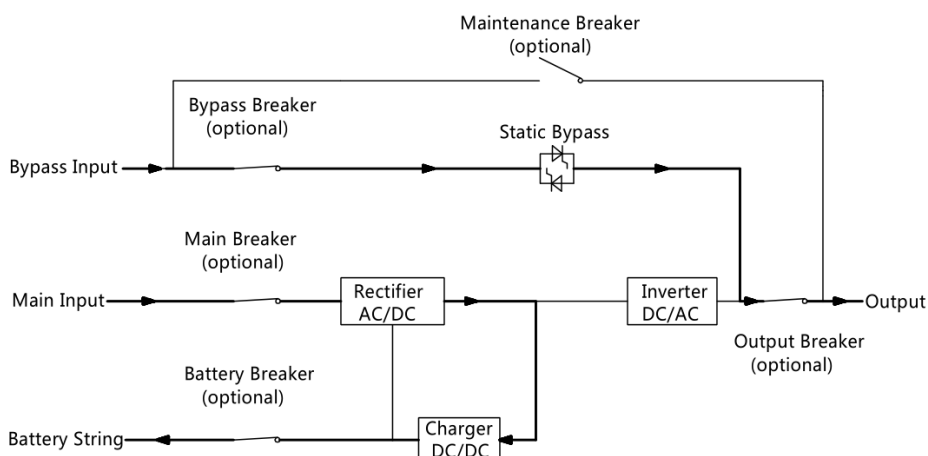 Maintenance Breaker
(optional)
Bypass Breaker
(optional)
Static Bypass
Bypass Input
Main Breaker
(optional)
Main Input
Rectifier
AC/DC
Inverter
DC/AC
Output
Output Breaker
(optional)
Battery Breaker
(optional)
Battery String
Charger
DC/DC